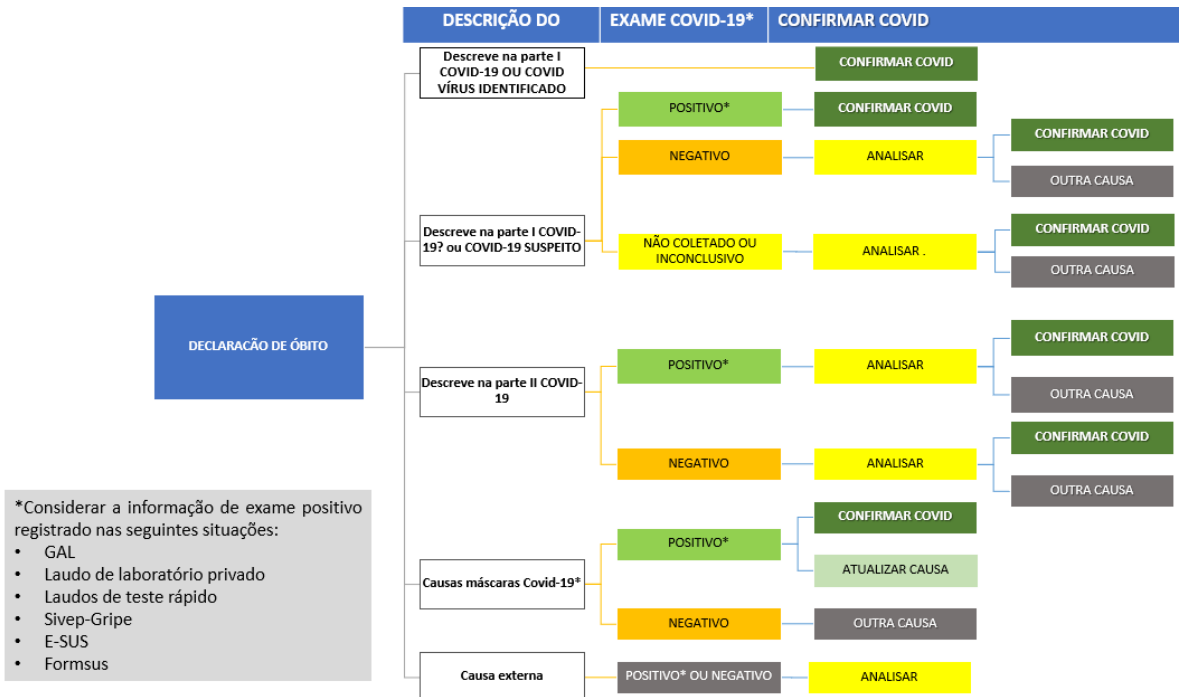 DESCRIÇÃO DO
EXAME COVID-19*
CONFIRMAR COVID
Descreve na parte I
COVID-19 OU COVID
VÍRUS IDENTIFICADO
CONFIRMAR COVID
POSITIVO*
CONFIRMAR COVID
NEGATIVO
ANALISAR
CONFIRMAR COVID
OUTRA CAUSA
Descreve na parte I COVID-
19? ou COVID-19 SUSPEITO
NÃO COLETADO OU
INCONCLUSIVO
ANALISAR .
CONFIRMAR COVID
OUTRA CAUSA
DECLARACÃO DE ÓBITO
Descreve na parte II COVID-
19
POSITIVO*
ANALISAR
CONFIRMAR COVID
OUTRA CAUSA
NEGATIVO
ANALISAR
CONFIRMAR COVID
OUTRA CAUSA
Causas máscaras Covid-19*
POSITIVO*
CONFIRMAR COVID
ATUALIZAR CAUSA
NEGATIVO
OUTRA CAUSA
Causa externa
POSITIVO* OU NEGATIVO
ANALISAR
*Considerar a informação de exame positivo
registrado nas seguintes situações:
• GAL
• Laudo de laboratório privado
• Laudos de teste rápido
• Sivep-Gripe
• E-SUS
• Formsus